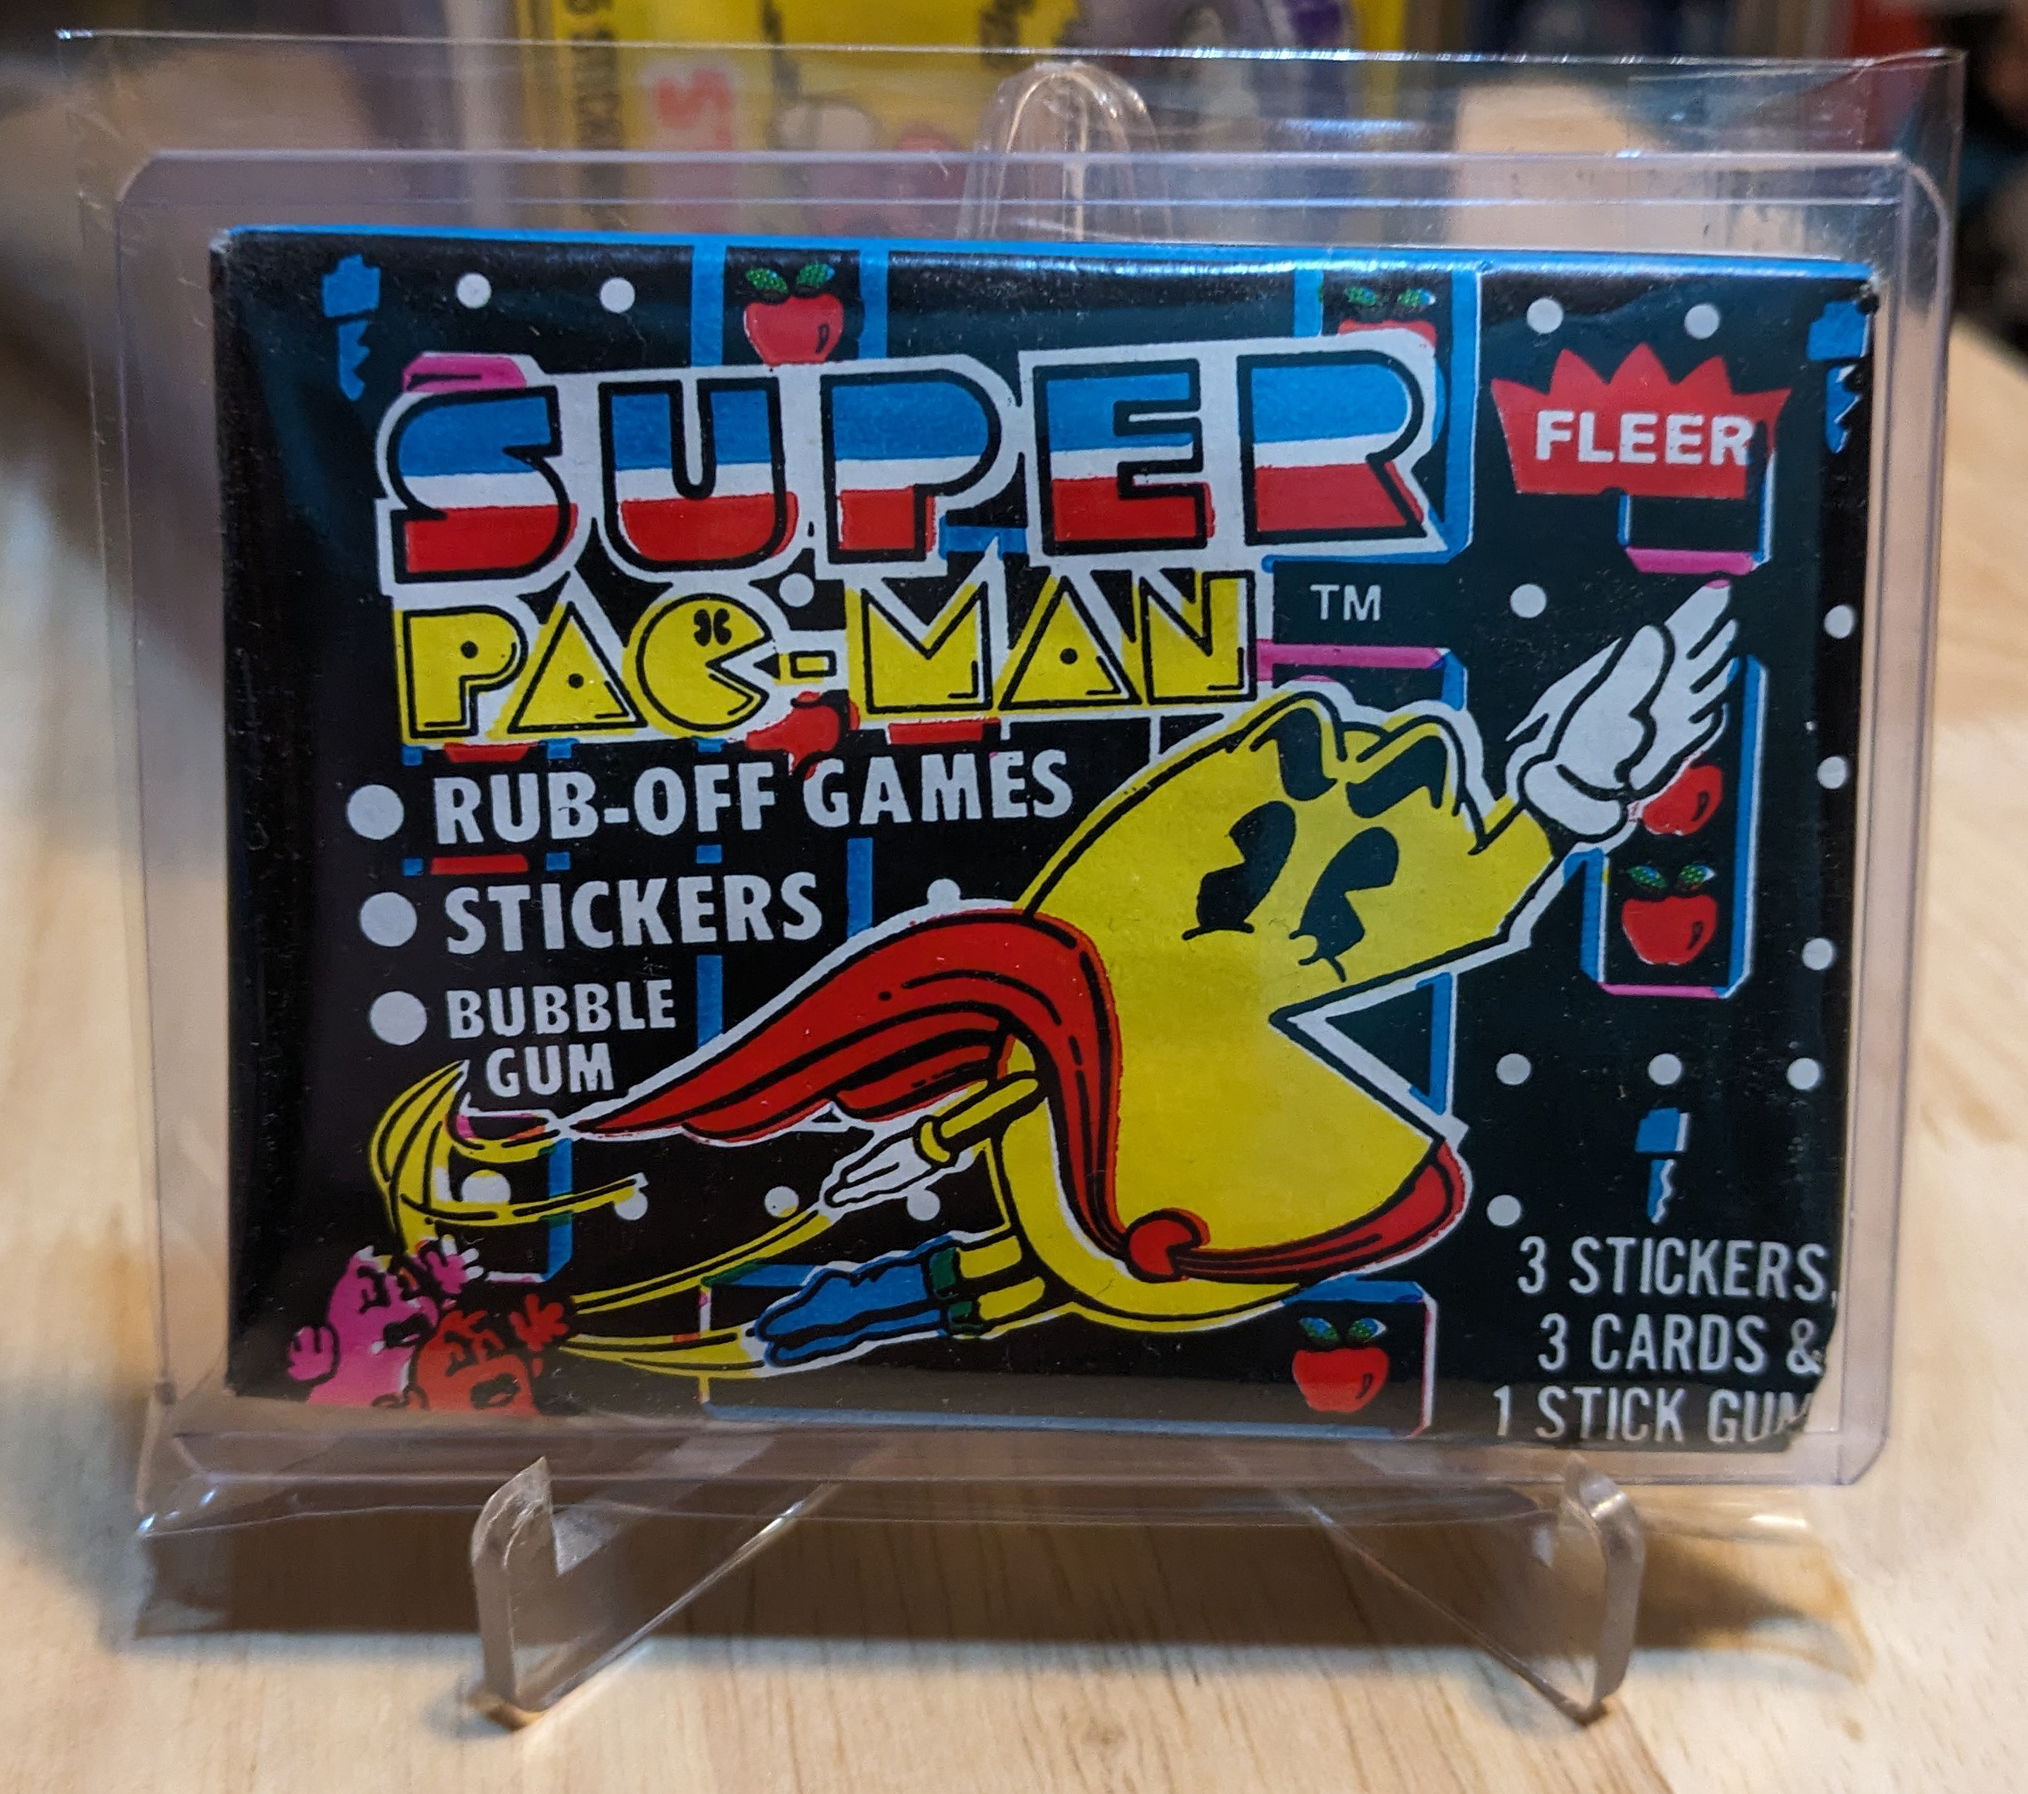 SUPER
FLEER
PAC-MAN TM
RUB-OFF GAMES
STICKERS
BUBBLE
GUM
3 STICKERS,
3 CARDS &
1 STICK GUM